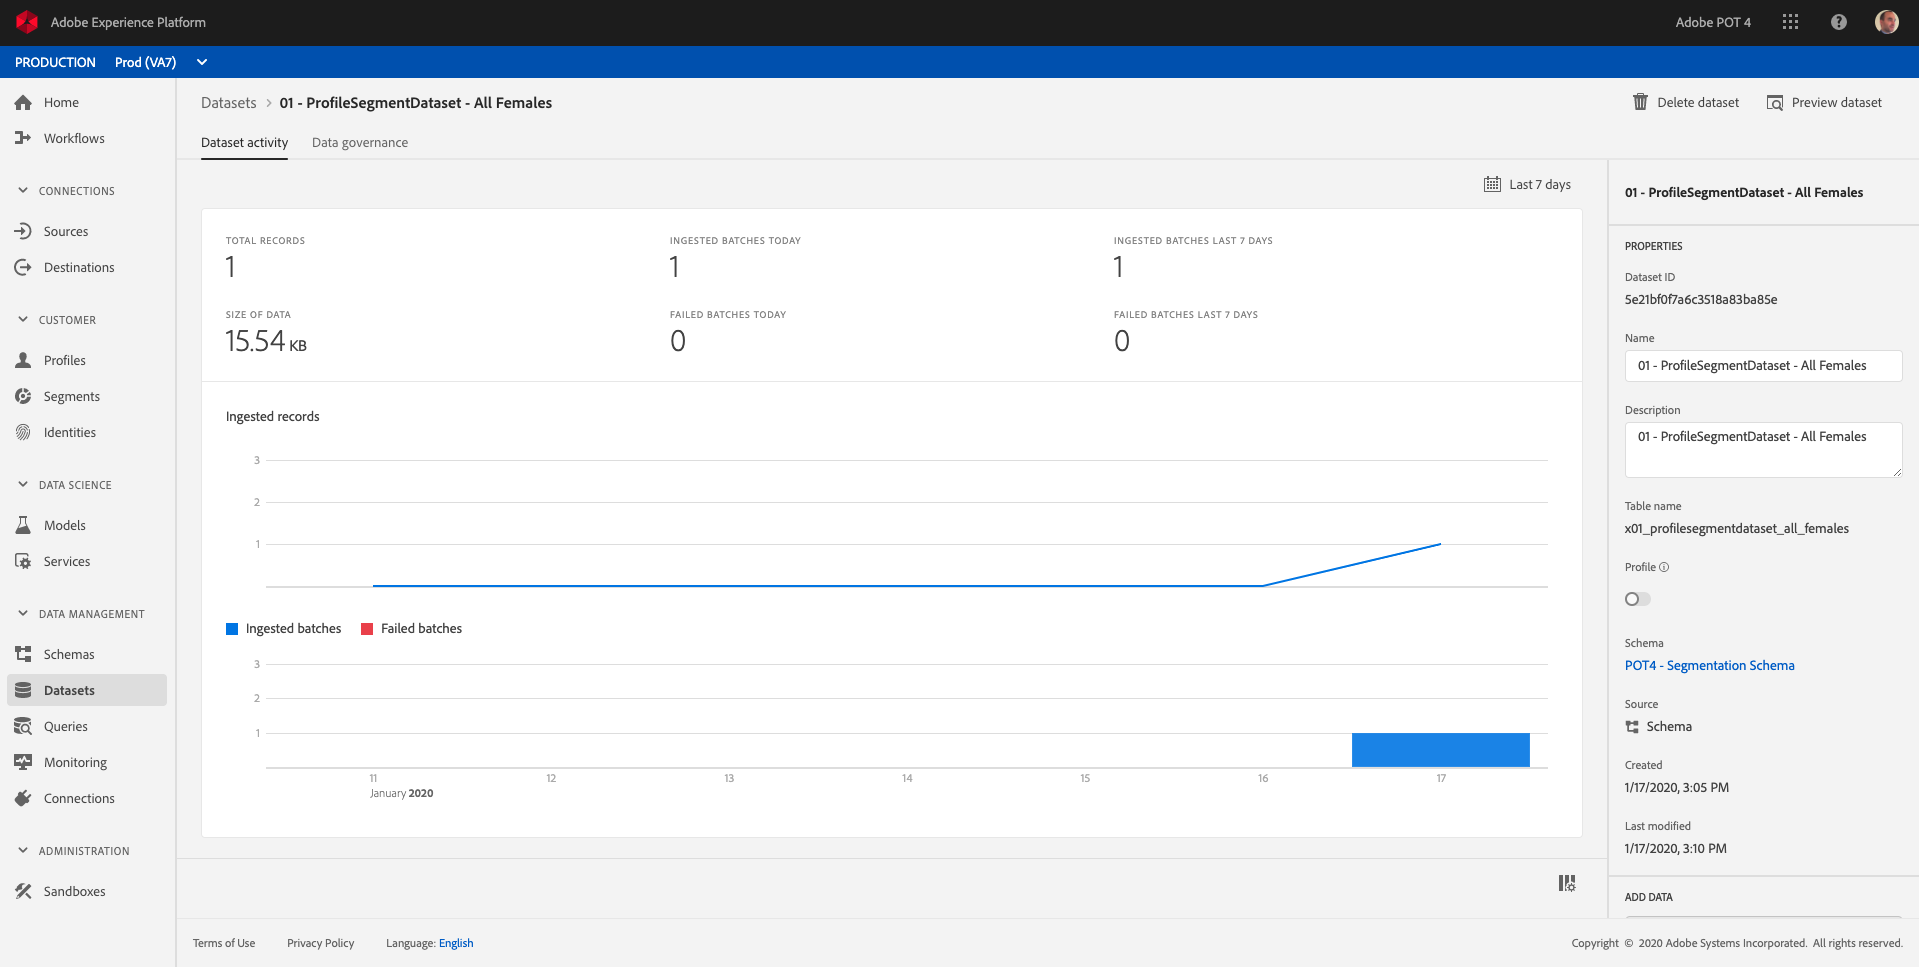 Adobe Experience Platform
Adobe POT 4
PRODUCTION Prod (VA7)
Home
Workflows
CONNECTIONS
Sources
Destinations
CUSTOMER
Profiles
Segments
Identities
DATA SCIENCE
Models
Services
DATA MANAGEMENT
Schemas
Datasets
Queries
Monitoring
Connections
ADMINISTRATION
Sandboxes
Datasets > 01 - ProfileSegmentDataset - All Females
Delete dataset
Preview dataset
Dataset activity
Data governance
Last 7 days
TOTAL RECORDS
1
INGESTED BATCHES TODAY
1
INGESTED BATCHES LAST 7 DAYS
1
SIZE OF DATA
15.54 KB
FAILED BATCHES TODAY
0
FAILED BATCHES LAST 7 DAYS
0
Ingested records
3
2
1
Ingested batches
Failed batches
3
2
1
11 12 13 14 15 16 17
January 2020
01 - ProfileSegmentDataset - All Females
PROPERTIES
Dataset ID
5e21bf0f7a6c3518a83ba85e
Name
01 - ProfileSegmentDataset - All Females
Description
01 - ProfileSegmentDataset - All Females
Table name
x01_profilesegmentdataset_all_females
Profile
Schema
POT4 - Segmentation Schema
Source
Schema
Created
1/17/2020, 3:05 PM
Last modified
1/17/2020, 3:10 PM
ADD DATA
Terms of Use
Privacy Policy
Language: English
Copyright © 2020 Adobe Systems Incorporated. All rights reserved.